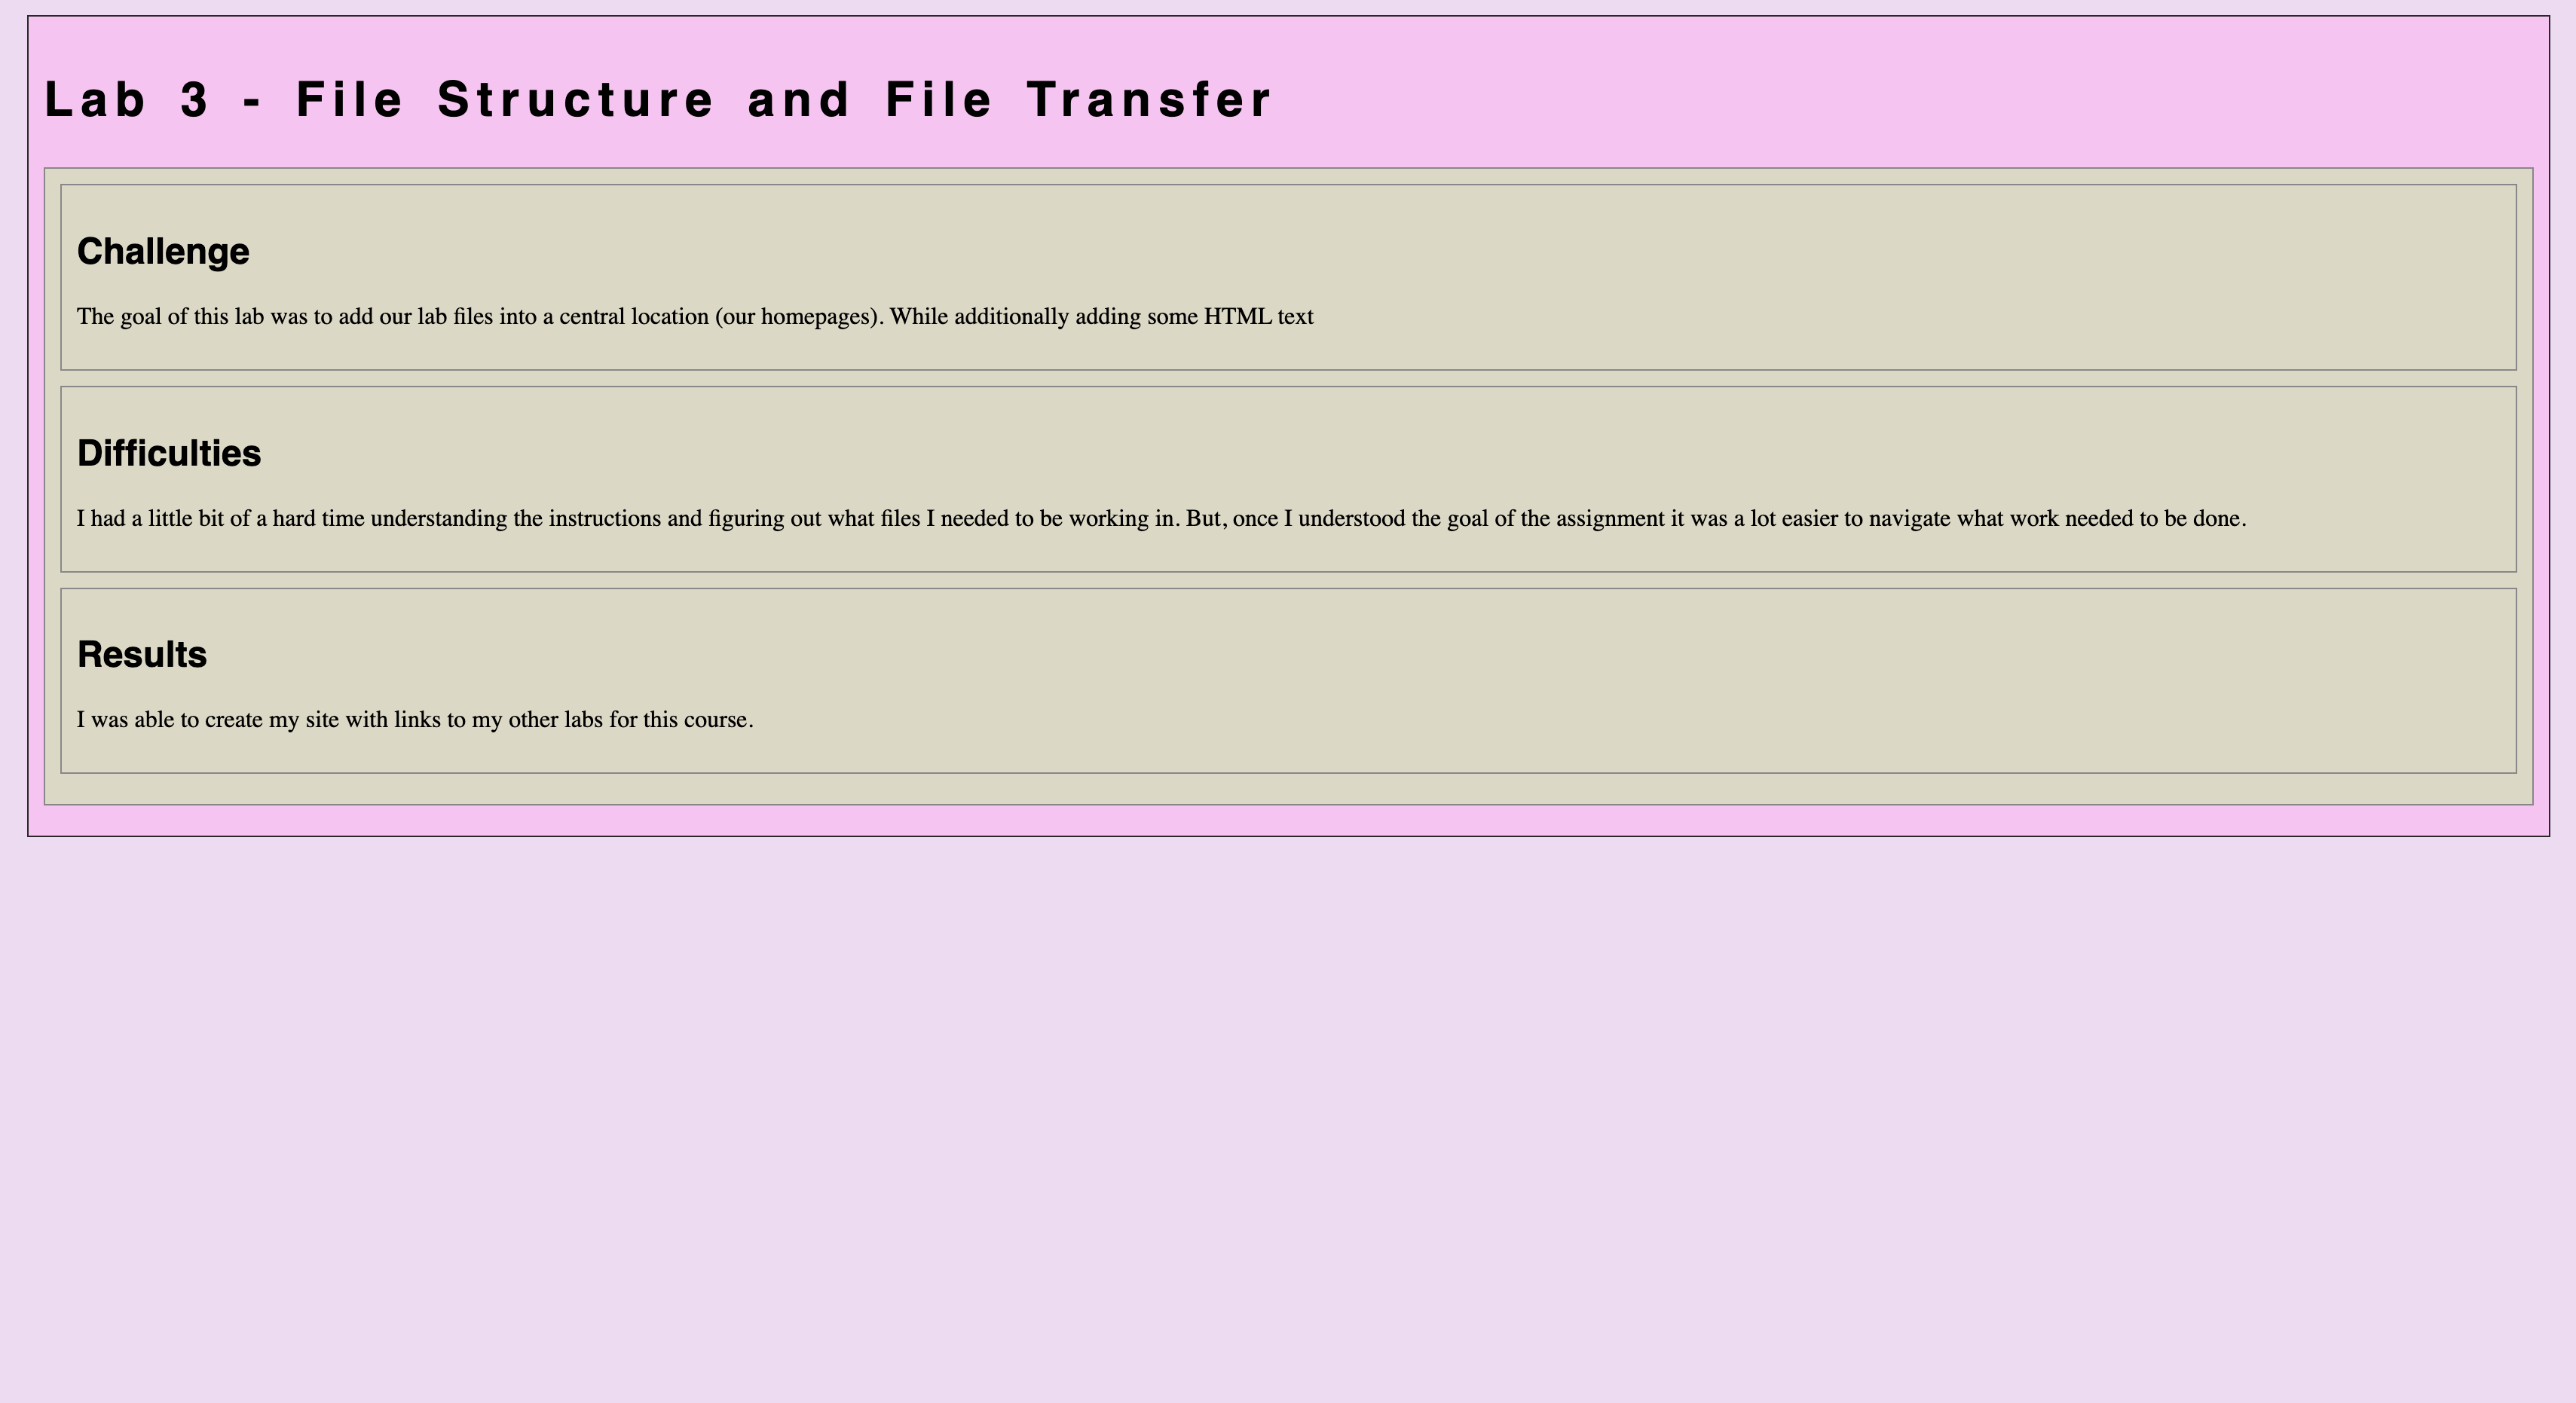 Lab 3 - File Structure and File Transfer
Challenge
The goal of this lab was to add our lab files into a central location (our homepages). While additionally adding some HTML text
Difficulties
I had a little bit of a hard time understanding the instructions and figuring out what files I needed to be working in. But, once I understood the goal of the assignment it was a lot easier to navigate what work needed to be done.
Results
I was able to create my site with links to my other labs for this course.